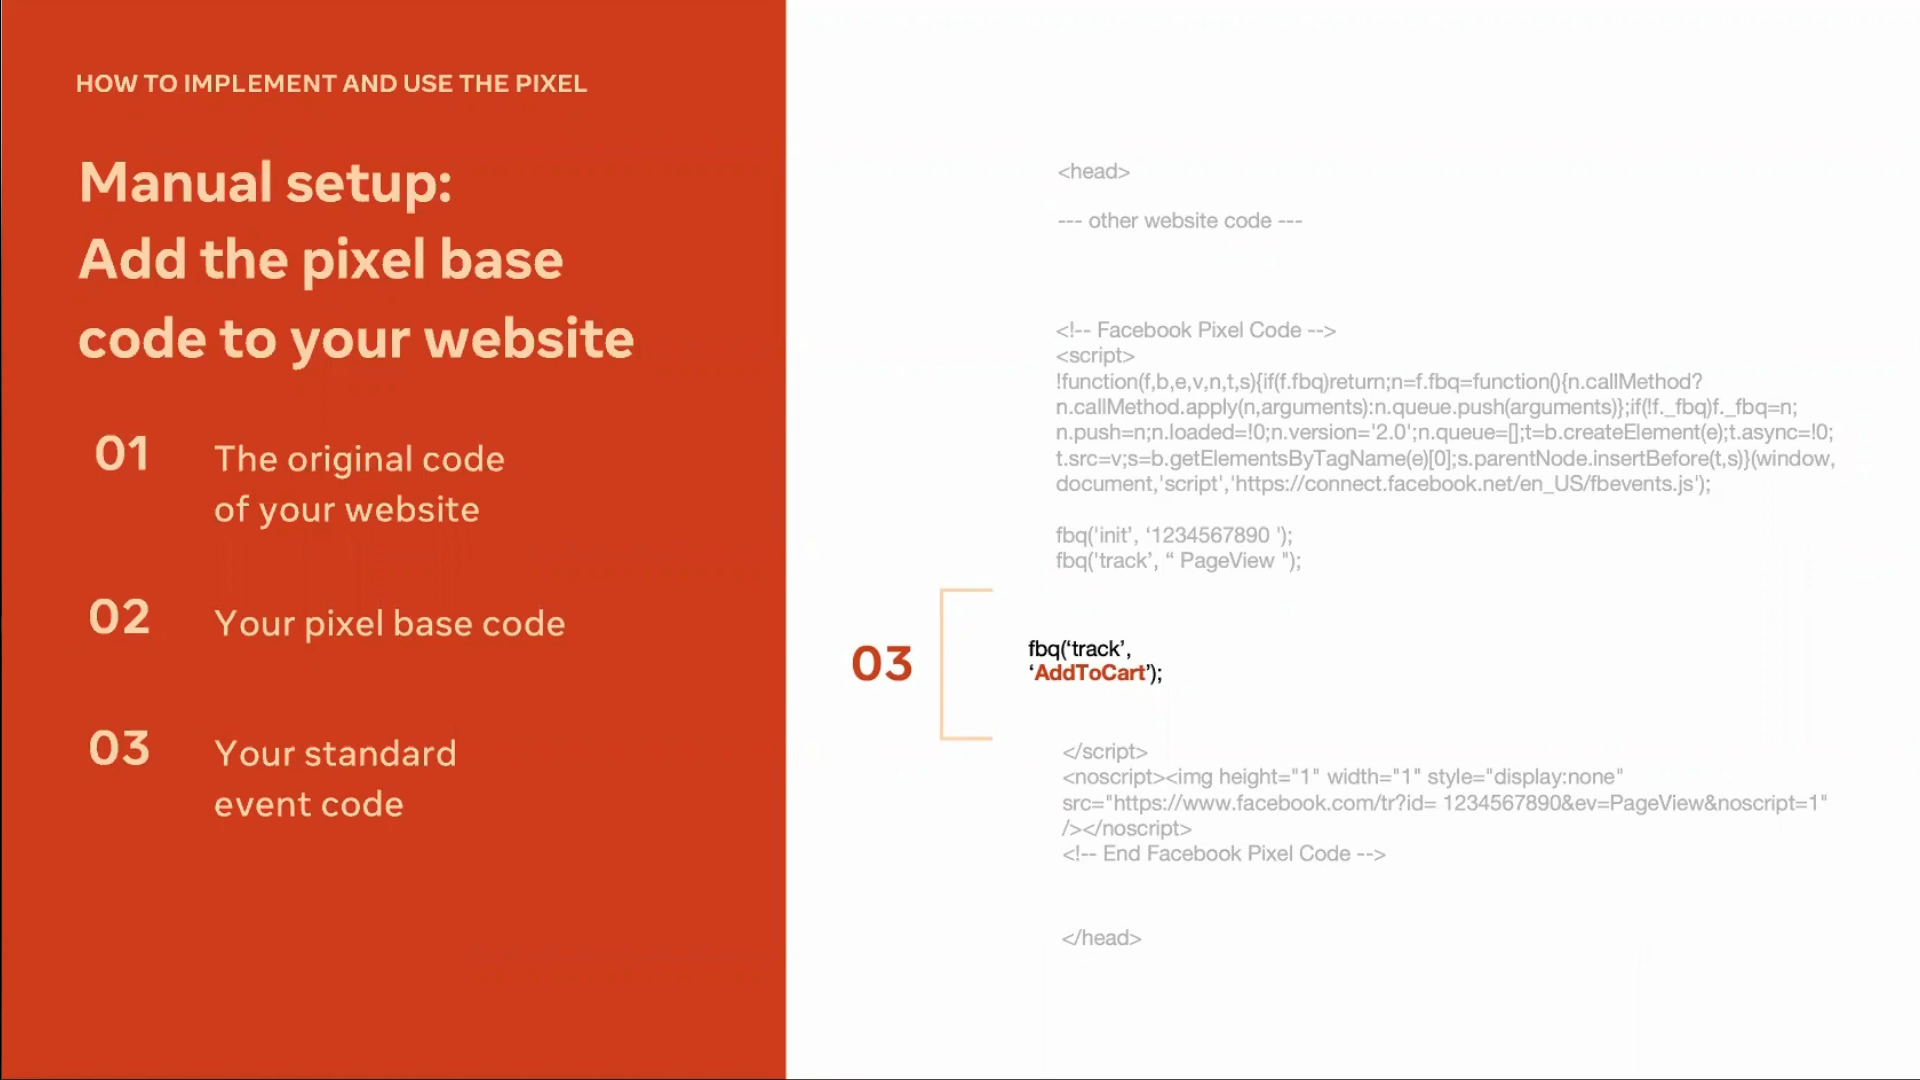 HOW TO IMPLEMENT AND USE THE PIXEL
Manual setup:
Add the pixel base
code to your website
01
The original code
of your website
02
Your pixel base code
03
Your standard
event code
<head>
--- other website code ---
<!-- Facebook Pixel Code -->
<script>
!function(f,b,e,v,n,t,s){if(f.fbq)return;n=f.fbq=function(){n.callMethod?
n.callMethod.apply(n,arguments):n.queue.push(arguments)};if(!f._fbq)f._fbq=n;
n.push=n;n.loaded=!0;n.version='2.0';n.queue=[];t=b.createElement(e);t.async=!0;
t.src=v;s=b.getElementsByTagName(e)[0];s.parentNode.insertBefore(t,s)}(window,
document,'script','https://connect.facebook.net/en_US/fbevents.js');
fbq('init’, ‘1234567890 ');
fbq('track’, “ PageView ");
03
fbq(‘track’,
‘AddToCart’);
</script>
<noscript><img height="1" width="1" style="display:none"
src="https://www.facebook.com/tr?id= 1234567890&ev=PageView&noscript=1"
/></noscript>
<!-- End Facebook Pixel Code -->
</head>